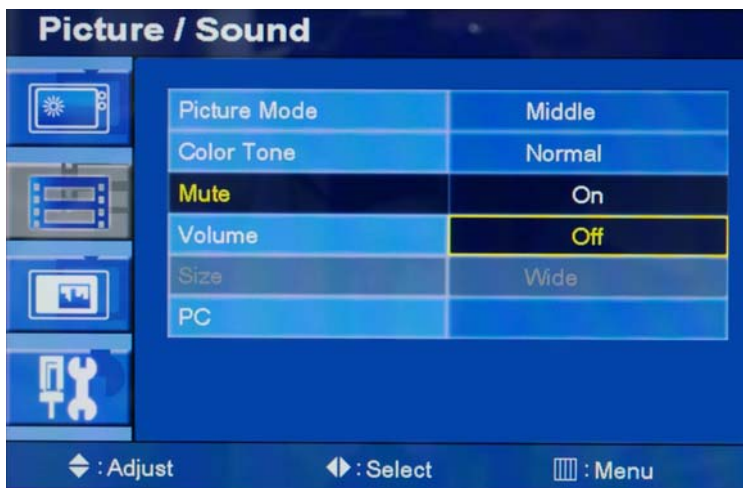 Picture / Sound
Picture Mode Middle
Color Tone Normal
Mute On
Volume Off
Size Wide
PC
: Adjust : Select : Menu